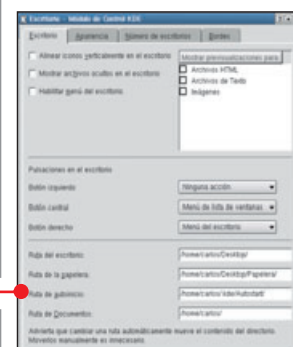 Escritorio - Módulo de Control KDE
Escritorio Apariencia Número de escritorios Bordes
Alinear iconos verticalmente en el escritorio
Mostrar previsualizaciones para
Mostrar archivos ocultos en el escritorio
Archivos HTML
Archivos de Texto
Habilitar menú del escritorio
Imágenes
Pulsaciones en el escritorio
Botón izquierdo Ninguna acción
Botón central Menú de lista de ventanas
Botón derecho Menú del escritorio
Ruta del escritorio: /home/carlos/Desktop/
Ruta de la papelera: /home/carlos/Desktop/Papelera/
Ruta de autoinicio: /home/carlos/.kde/Autostart/
Ruta de Documentos: /home/carlos/
Advierta que cambiar una ruta automáticamente mueve el contenido del directorio.
Moverlos manualmente es innecesario.